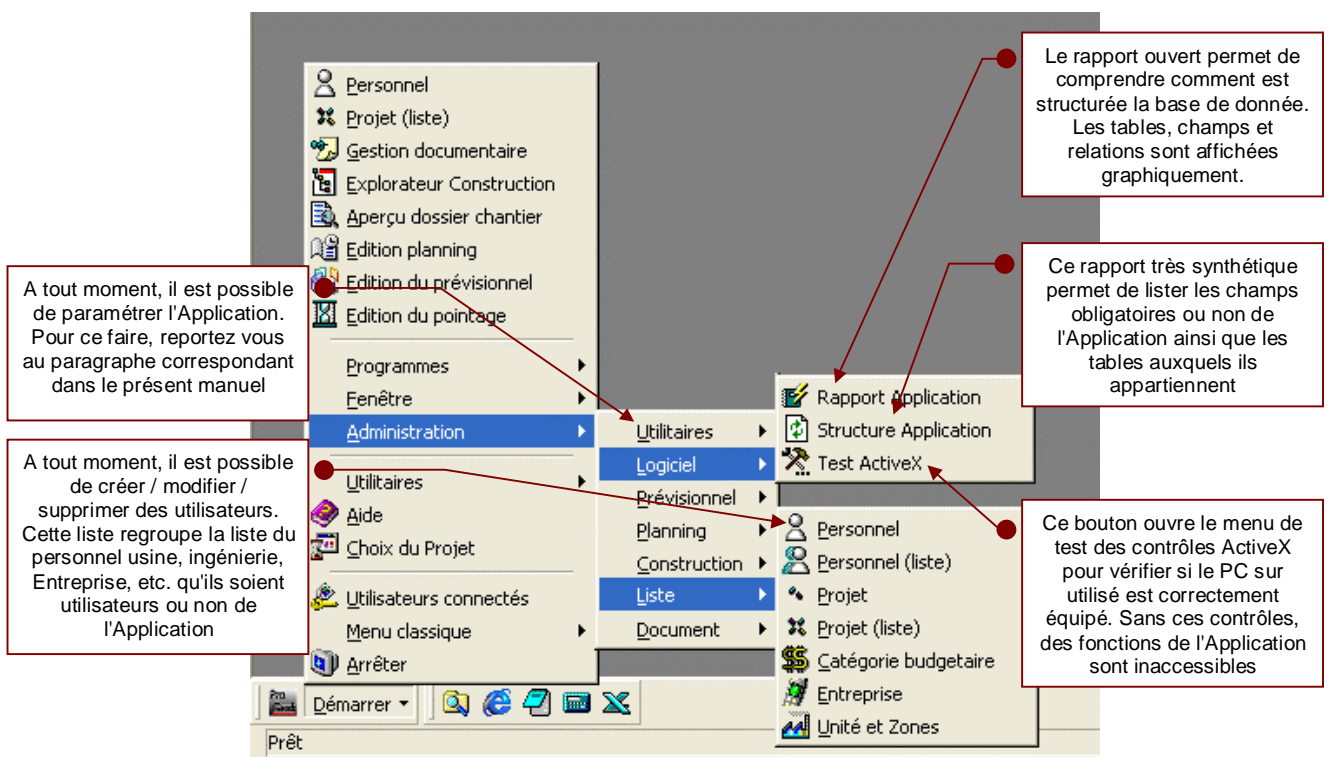 Personnel
Projet (liste)
Gestion documentaire
Explorateur Construction
Aperçu dossier chantier
Edition planning
Edition du prévisionnel
Edition du pointage
Programmes
Fenêtre
Administration
Utilitaires
Aide
Choix du Projet
Utilisateurs connectés
Menu classique
Arrêter
Démarrer
Prêt
Utilitaires
Logiciel
Prévisionnel
Planning
Construction
Liste
Document
Rapport Application
Structure Application
Test ActiveX
Personnel
Personnel (liste)
Projet
Projet (liste)
Catégorie budgetaire
Entreprise
Unité et Zones
A tout moment, il est possible
de paramétrer l'Application.
Pour ce faire, reportez vous
au paragraphe correspondant
dans le présent manuel
A tout moment, il est possible
de créer / modifier /
supprimer des utilisateurs.
Cette liste regroupe la liste du
personnel usine, ingénierie,
Entreprise, etc. qu'ils soient
utilisateurs ou non de
l'Application
Le rapport ouvert permet de
comprendre comment est
structurée la base de donnée.
Les tables, champs et
relations sont affichées
graphiquement.
Ce rapport très synthétique
permet de lister les champs
obligatoires ou non de
l'Application ainsi que les
tables auxquels ils
appartiennent
Ce bouton ouvre le menu de
test des contrôles ActiveX
pour vérifier si le PC sur
utilisé est correctement
équipé. Sans ces contrôles,
des fonctions de l'Application
sont inaccessibles